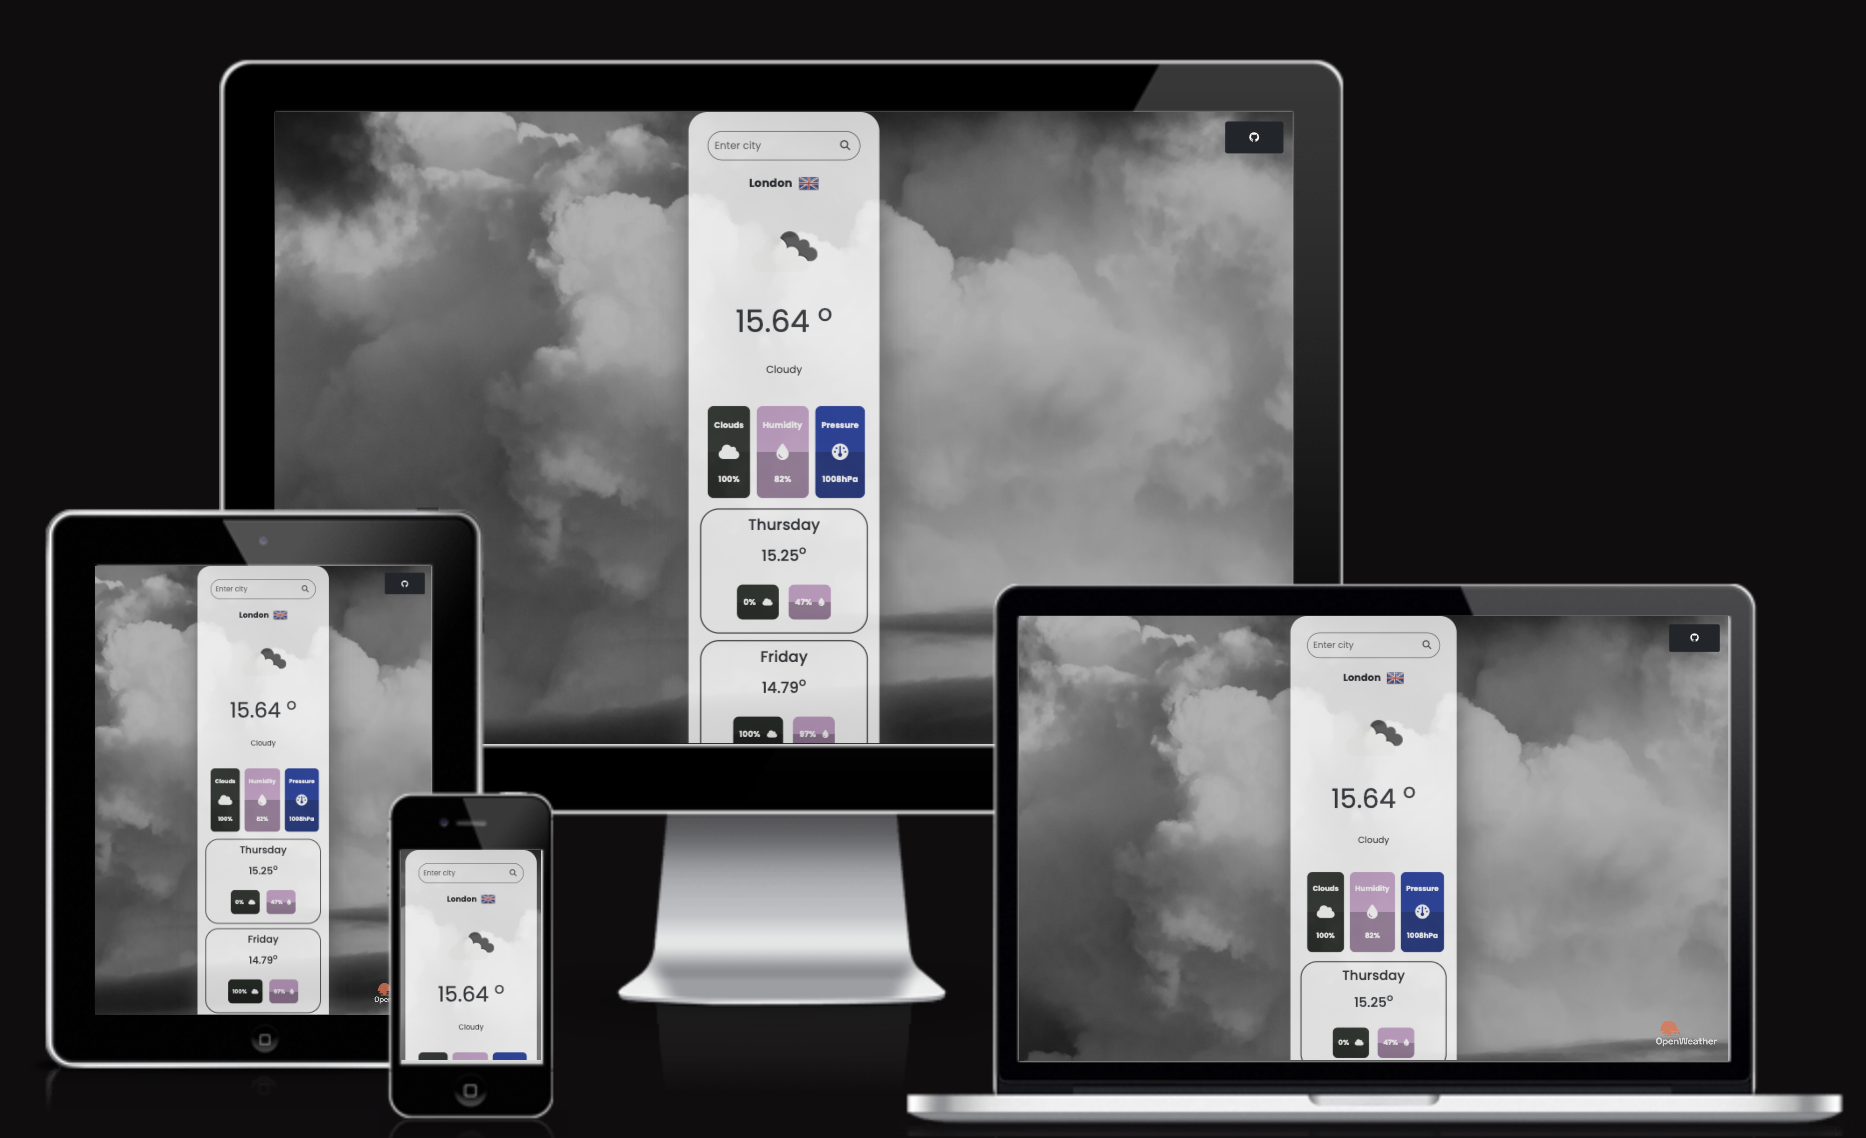 Enter city
London
15.64 °
Cloudy
Clouds Humidity Pressure
100% 82% 1008hPa
Thursday
15.25°
0% 47%
Friday
14.79°
100% 97%
Enter city
London
15.64 °
Cloudy
Clouds Humidity Pressure
100% 82% 1008hPa
Thursday
15.25°
0% 47%
Friday
14.79°
100% 97%
Open
Enter city
London
15.64 °
Cloudy
Enter city
London
15.64 °
Cloudy
Clouds Humidity Pressure
100% 82% 1008hPa
Thursday
15.25°
0% 47%
OpenWeather